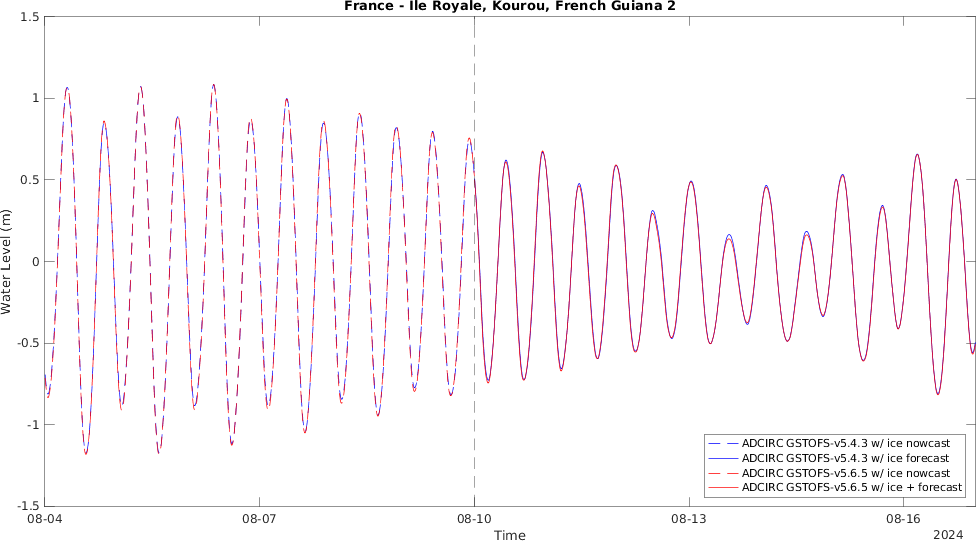 France - Ile Royale, Kourou, French Guiana 2
1.5
1
0.5
0
-0.5
-1
-1.5
Water Level (m)
08-04
08-07
08-10
08-13
08-16
Time
2024
ADCIRC GSTOFS-v5.4.3 w/ ice nowcast
ADCIRC GSTOFS-v5.4.3 w/ ice forecast
ADCIRC GSTOFS-v5.6.5 w/ ice nowcast
ADCIRC GSTOFS-v5.6.5 w/ ice + forecast